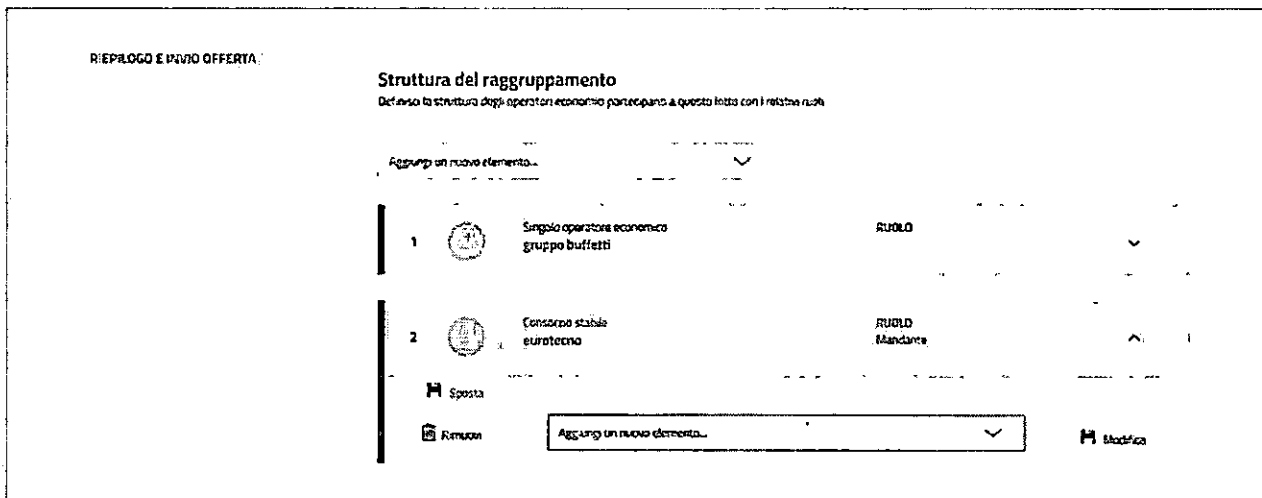 RIEPILOGO E INVIO OFFERTA
Struttura del raggruppamento
Definisci la struttura degli operatori economici partecipanti a questo lotto con i relativi ruoli
Aggiungi un nuovo elemento...
1
Singolo operatore economico
gruppo buffetti
RUOLO
2
Consorzio stabile
eurotecno
RUOLO
Mandante
Sposta
Rimuovi
Aggiungi un nuovo elemento...
Modifica